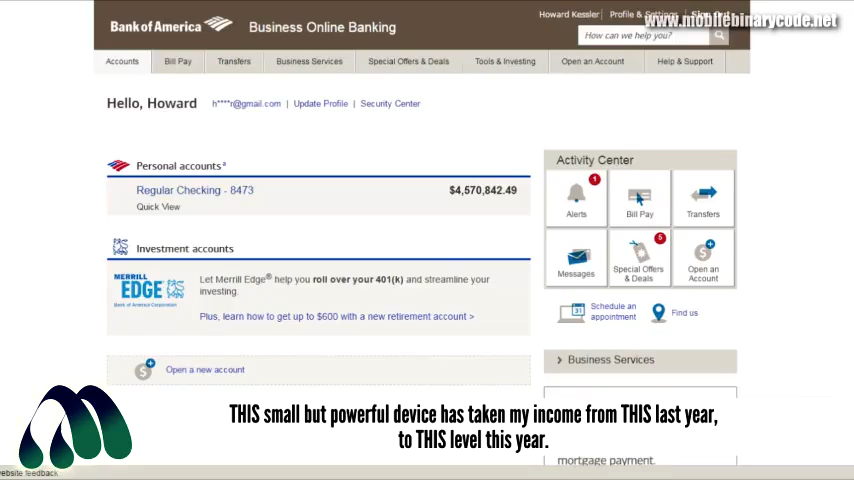 Howard Kessler | Profile & Settings
www.mobilebinarycode.net
Bank of America
Business Online Banking
How can we help you?
Accounts
Bill Pay
Transfers
Business Services
Special Offers & Deals
Tools & Investing
Open an Account
Help & Support
Hello, Howard
h****r@gmail.com | Update Profile | Security Center
Personal accounts
Regular Checking - 8473
$4,570,842.49
Quick View
Investment accounts
MERRILL
EDGE®
Bank of America Corporation
Let Merrill Edge® help you roll over your 401(k) and streamline your
investing.
Plus, learn how to get up to $600 with a new retirement account >
Open a new account
Activity Center
1
Alerts
Bill Pay
Transfers
Messages
5
Special Offers
& Deals
Open an
Account
31
Schedule an
appointment
Find us
Business Services
THIS small but powerful device has taken my income from THIS last year,
to THIS level this year.
mortgage payment.
website feedback